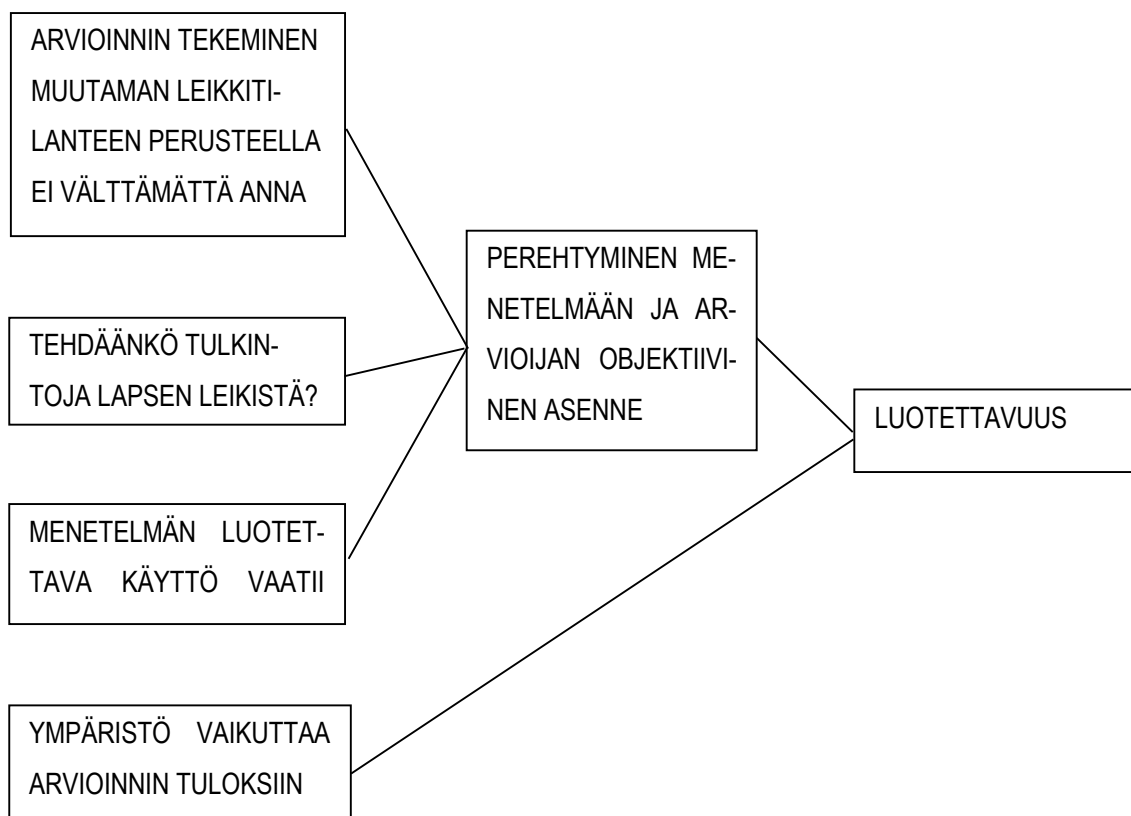 ARVIOINNIN TEKEMINEN
MUUTAMAN LEIKKITI-
LANTEEN PERUSTEELLA
EI VÄLTTÄMÄTTÄ ANNA
TEHDÄÄNKÖ TULKIN-
TOJA LAPSEN LEIKISTÄ?
MENETELMÄN LUOTET-
TAVA KÄYTTÖ VAATII
YMPÄRISTÖ VAIKUTTAA
ARVIOINNIN TULOKSIIN
PEREHTYMINEN ME-
NETELMÄÄN JA AR-
VIOIJAN OBJEKTIIVI-
NEN ASENNE
LUOTETTAVUUS